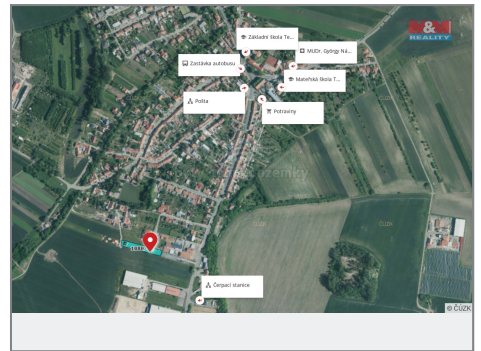 M&M
REALITY
Základní škola Te...
MUDr. György Ná...
Zastávka autobusu
Mateřská škola T...
Pošta
Potraviny
Čerpací stanice
© ČÚZK